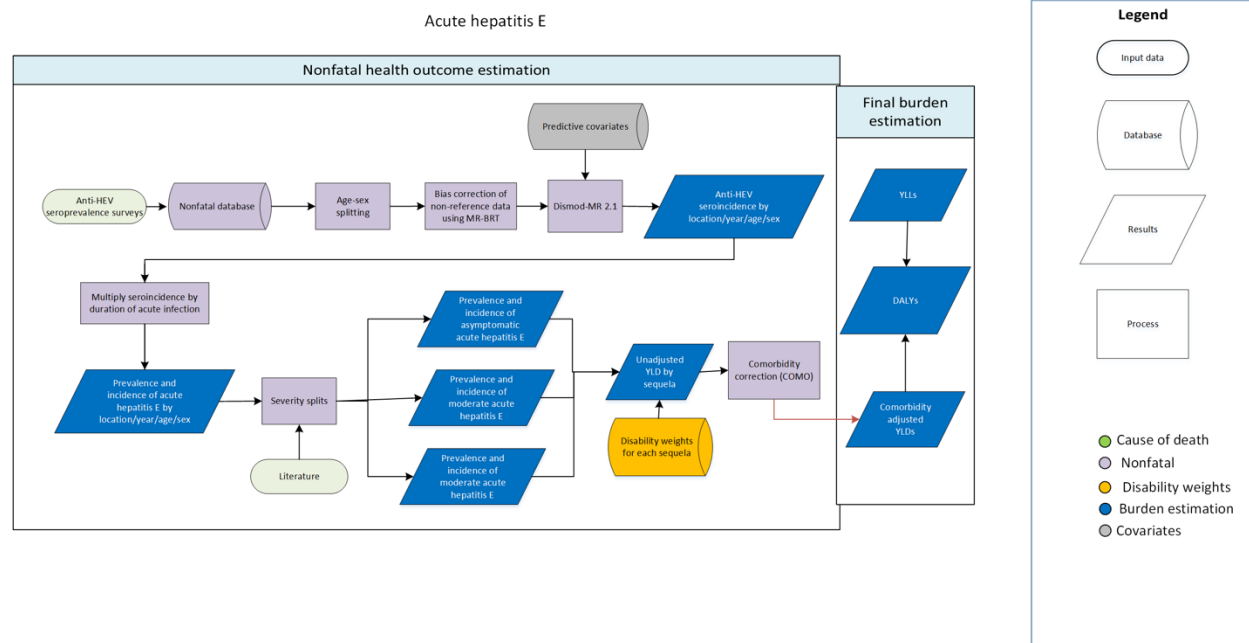 Acute hepatitis E
Nonfatal health outcome estimation
Final burden
estimation
Predictive covariates
Anti-HEV
seroprevalence surveys
Nonfatal database
Age-sex
splitting
Bias correction of
non-reference data
using MR-BRT
Dismod-MR 2.1
Anti-HEV
seroincidence by
location/year/age/sex
YLLs
DALYs
Multiply seroincidence by
duration of acute infection
Prevalence and
incidence of
asymptomatic
acute hepatitis E
Prevalence and
incidence of acute
hepatitis E by
location/year/age/sex
Severity splits
Prevalence and
incidence of
moderate acute
hepatitis E
Unadjusted
YLD by
sequela
Comorbidity
correction (COMO)
Comorbidity
adjusted
YLDs
Literature
Prevalence and
incidence of
moderate acute
hepatitis E
Disability weights
for each sequela
Legend
Input data
Database
Results
Process
Cause of death
Nonfatal
Disability weights
Burden estimation
Covariates